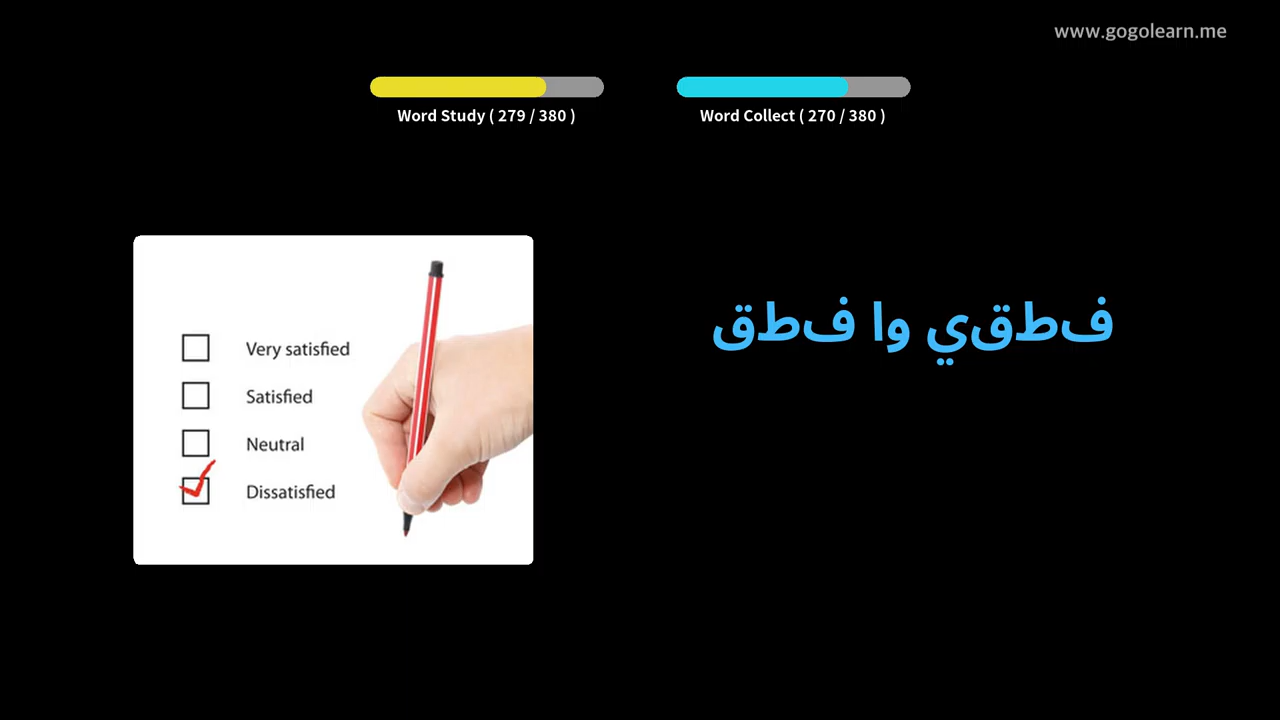 www.gogolearn.me
Word Study ( 279 / 380 )
Word Collect ( 270 / 380 )
Very satisfied
Satisfied
Neutral
Dissatisfied
فطقي وا فطق